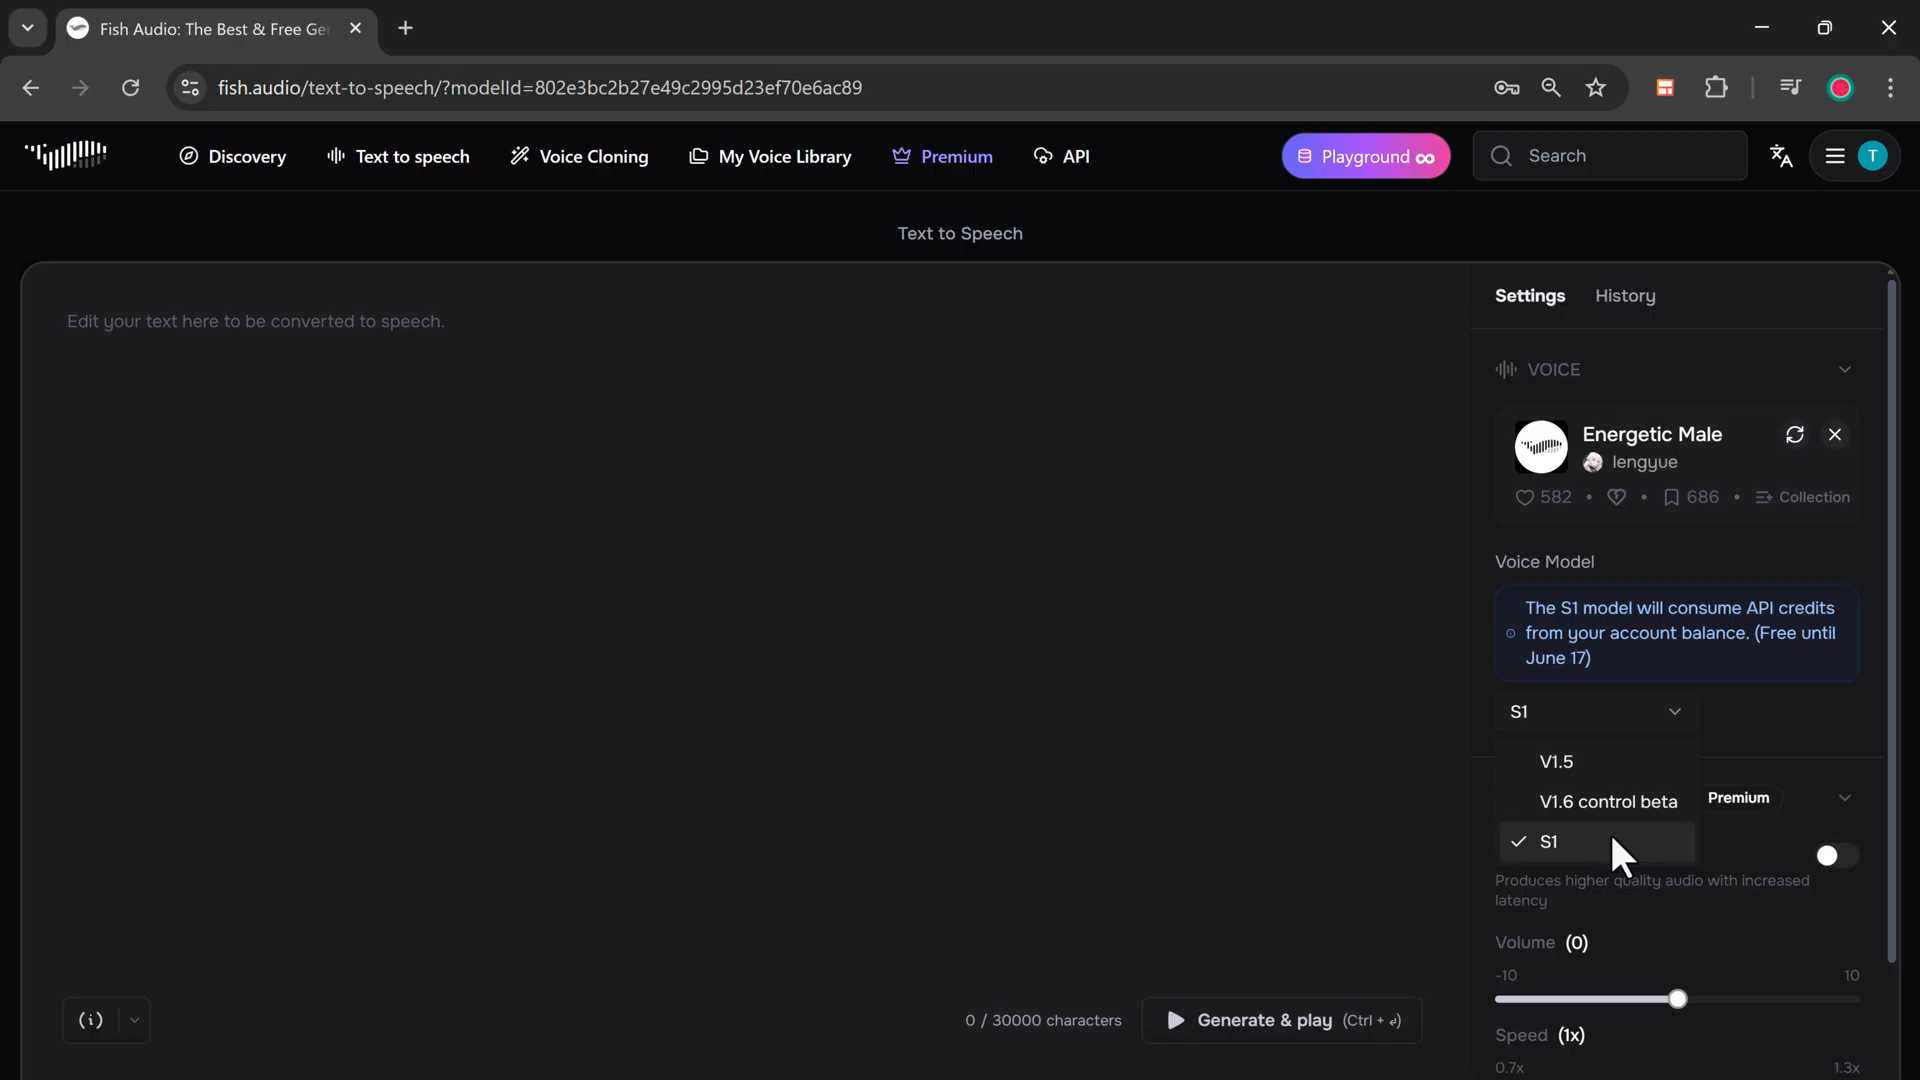 Fish Audio: The Best & Free Ger
fish.audio/text-to-speech/?modelId=802e3bc2b27e49c2995d23ef70e6ac89
Discovery
Text to speech
Voice Cloning
My Voice Library
Premium
API
Playground ∞
Search
T
Text to Speech
Edit your text here to be converted to speech.
Settings
History
VOICE
Energetic Male
lengyue
582 • • 686 • Collection
Voice Model
The S1 model will consume API credits
from your account balance. (Free until
June 17)
S1
V1.5
V1.6 control beta
Premium
S1
Produces higher quality audio with increased
latency
Volume (0)
-10
10
Speed (1x)
0.7x
1.3x
(i)
0 / 30000 characters
Generate & play (Ctrl + ↵)